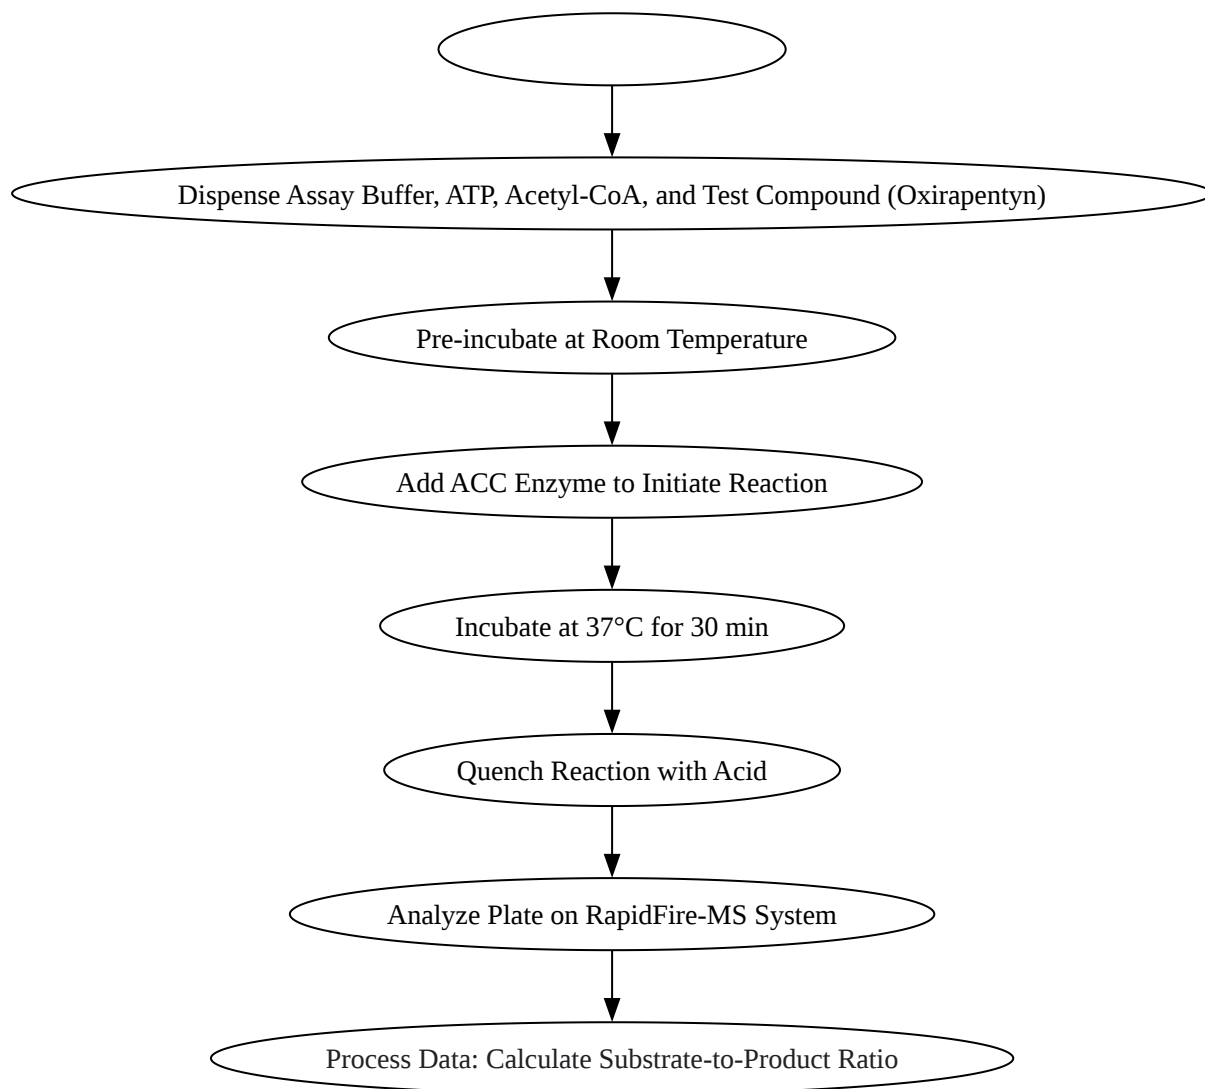 Dispense Assay Buffer, ATP, Acetyl-CoA, and Test Compound (Oxirapentyn)
Pre-incubate at Room Temperature
Add ACC Enzyme to Initiate Reaction
Incubate at 37°C for 30 min
Quench Reaction with Acid
Analyze Plate on RapidFire-MS System
Process Data: Calculate Substrate-to-Product Ratio